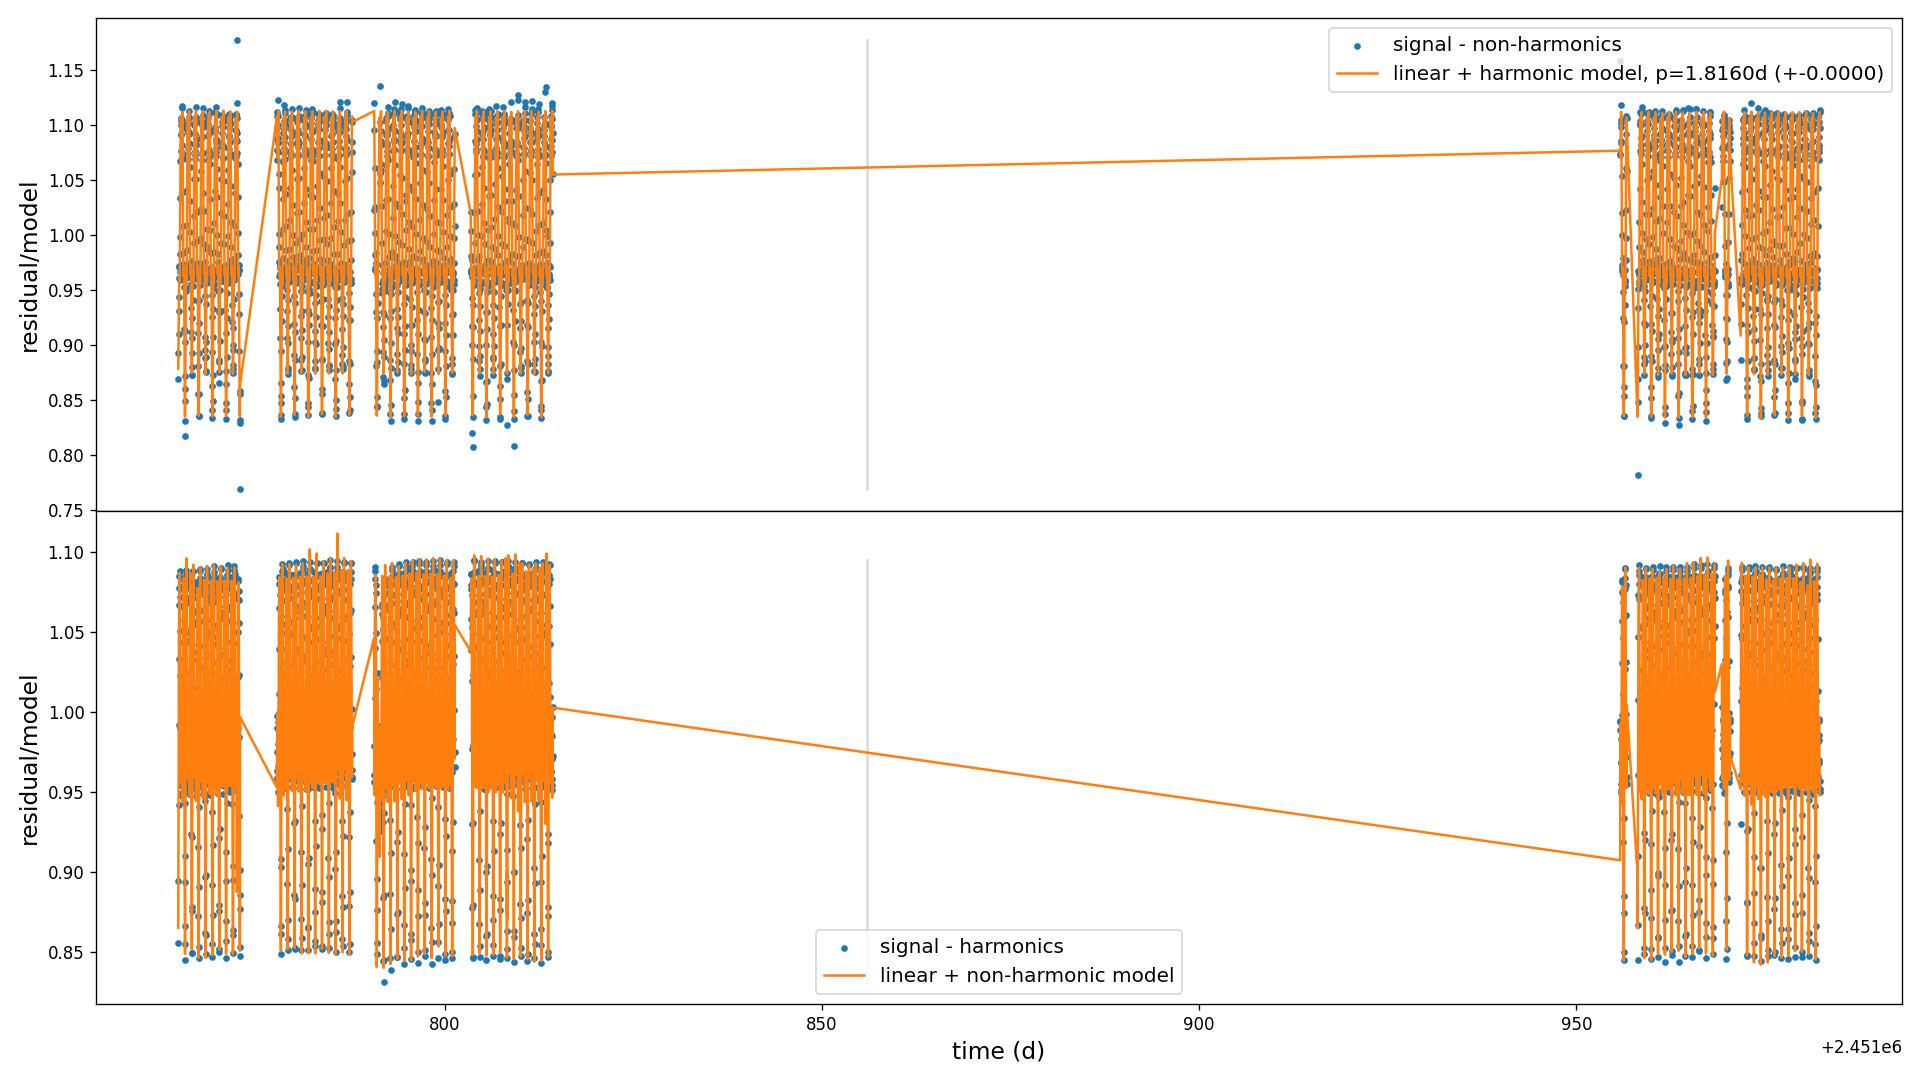 signal - non-harmonics
linear + harmonic model, p=1.8160d (+-0.0000)
residual/model
1.15
1.10
1.05
1.00
0.95
0.90
0.85
0.80
0.75
residual/model
1.10
1.05
1.00
0.95
0.90
0.85
signal - harmonics
linear + non-harmonic model
800
850
900
950
time (d)
+2.451e6